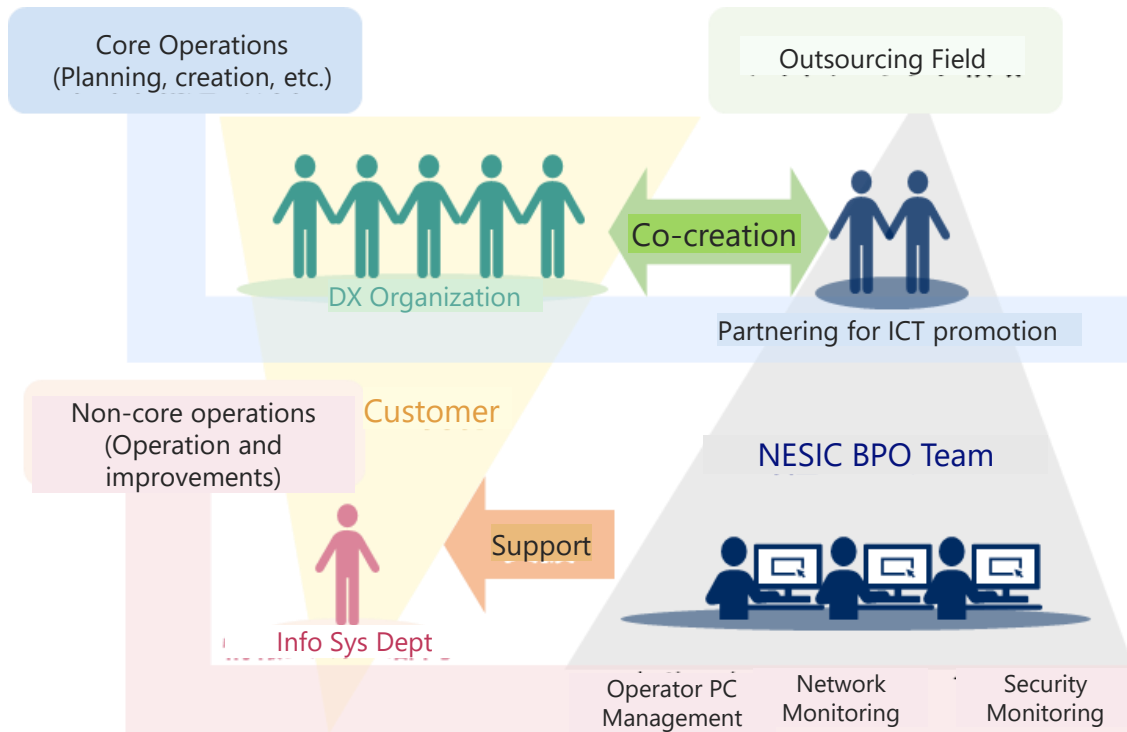 Core Operations
(Planning, creation, etc.)
Outsourcing Field
Co-creation
DX Organization
Partnering for ICT promotion
Non-core operations
(Operation and
improvements)
Customer
NESIC BPO Team
Support
Info Sys Dept
Operator PC
Management
Network
Monitoring
Security
Monitoring